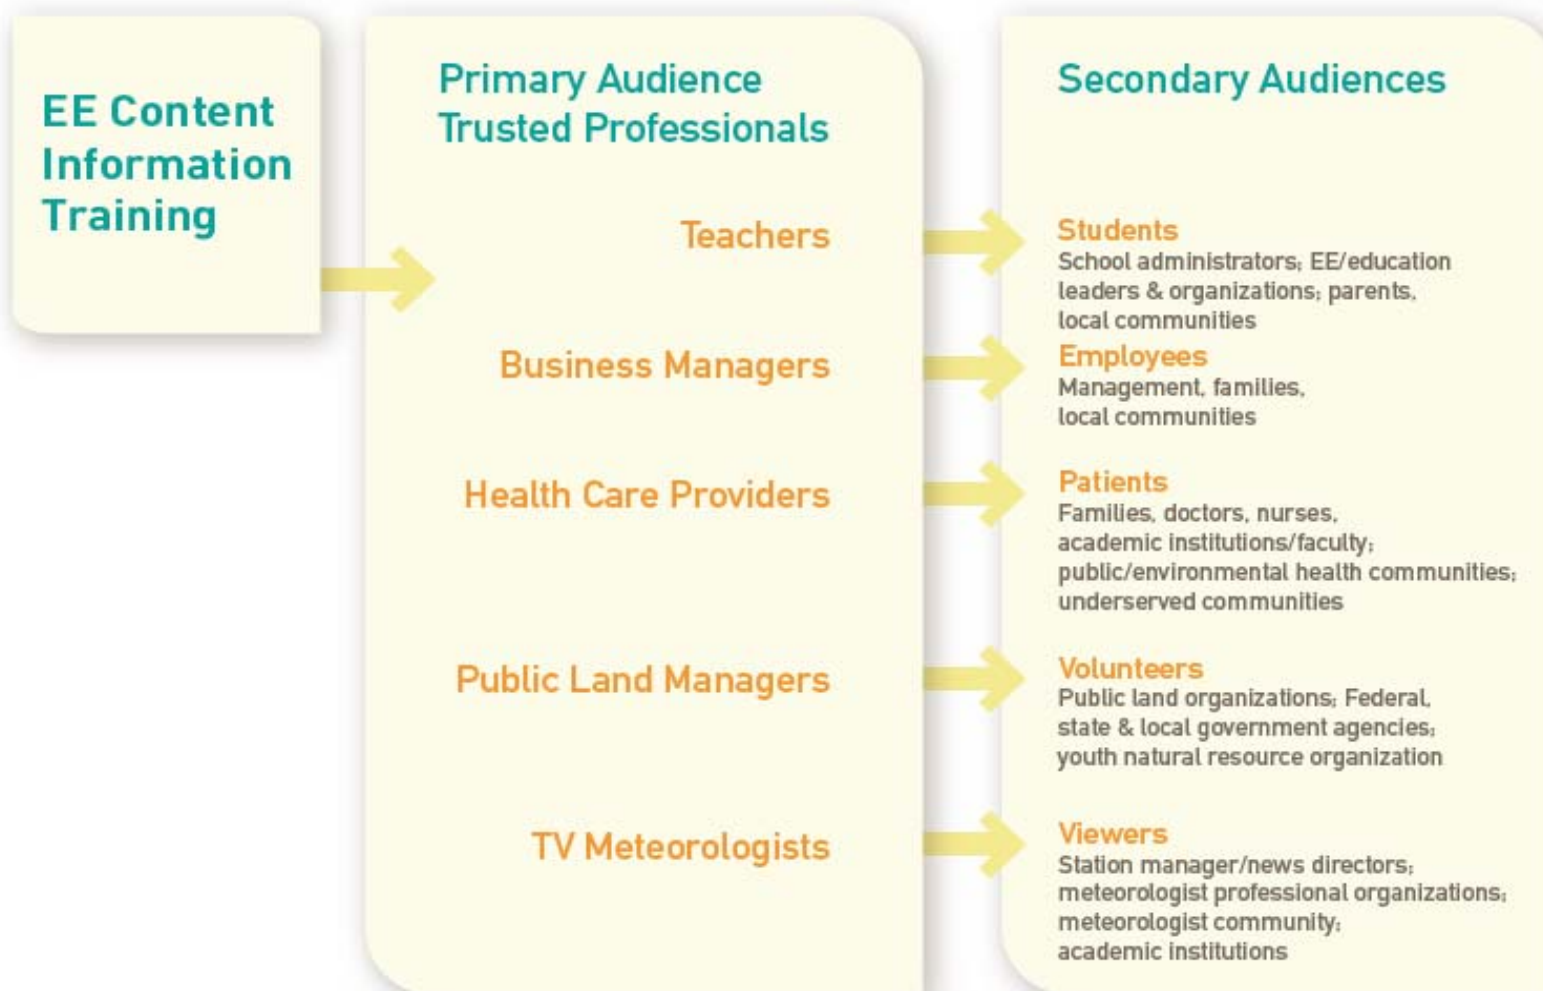 EE Content
Information
Training
Primary Audience
Trusted Professionals
Teachers
Business Managers
Health Care Providers
Public Land Managers
TV Meteorologists
Secondary Audiences
Students
School administrators; EE/education
leaders & organizations; parents,
local communities
Employees
Management, families,
local communities
Patients
Families, doctors, nurses,
academic institutions/faculty;
public/environmental health communities;
underserved communities
Volunteers
Public land organizations; Federal,
state & local government agencies;
youth natural resource organization
Viewers
Station manager/news directors;
meteorologist professional organizations;
meteorologist community;
academic institutions